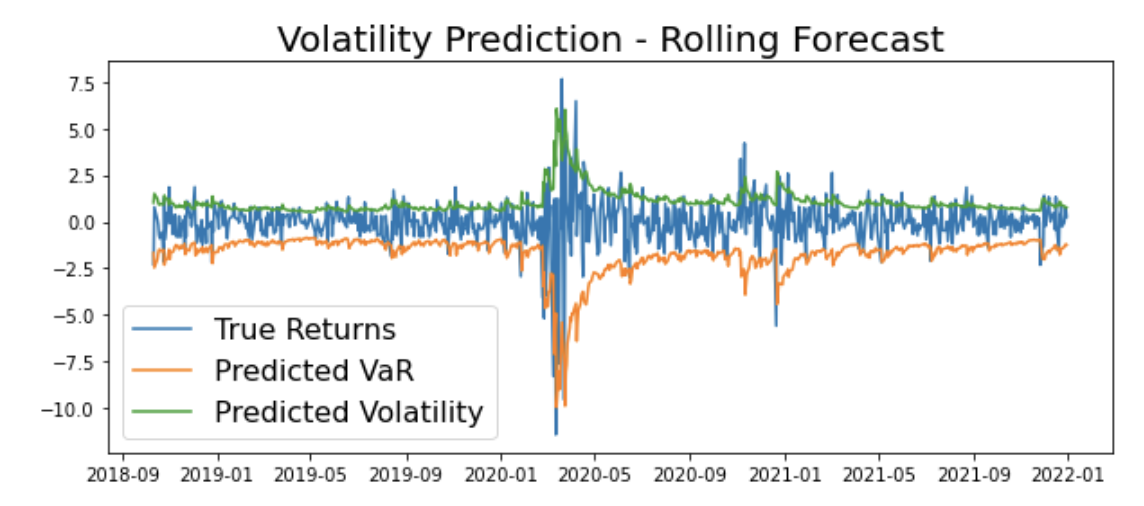 Volatility Prediction - Rolling Forecast
7.5
5.0
2.5
0.0
−2.5
−5.0
−7.5
−10.0
True Returns
Predicted VaR
Predicted Volatility
2018-09 2019-01 2019-05 2019-09 2020-01 2020-05 2020-09 2021-01 2021-05 2021-09 2022-01